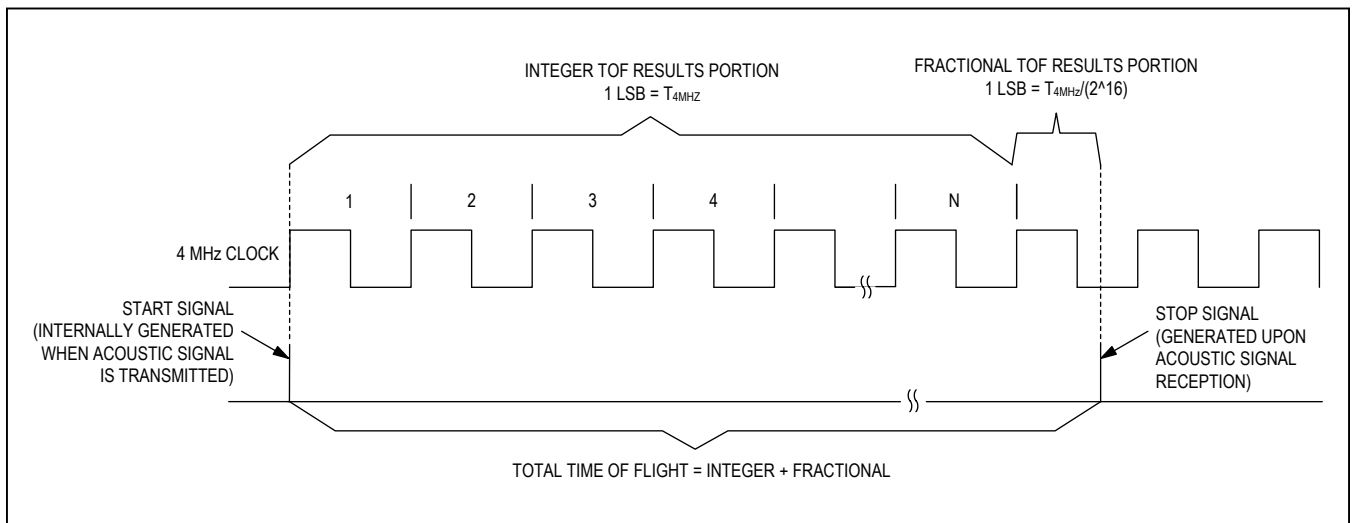 INTEGER TOF RESULTS PORTION
1 LSB = T4MHZ
FRACTIONAL TOF RESULTS PORTION
1 LSB = T4MHz/(2^16)
1 2 3 4 N
4 MHz CLOCK
START SIGNAL
(INTERNALLY GENERATED
WHEN ACOUSTIC SIGNAL
IS TRANSMITTED)
STOP SIGNAL
(GENERATED UPON
ACOUSTIC SIGNAL
RECEPTION)
TOTAL TIME OF FLIGHT = INTEGER + FRACTIONAL